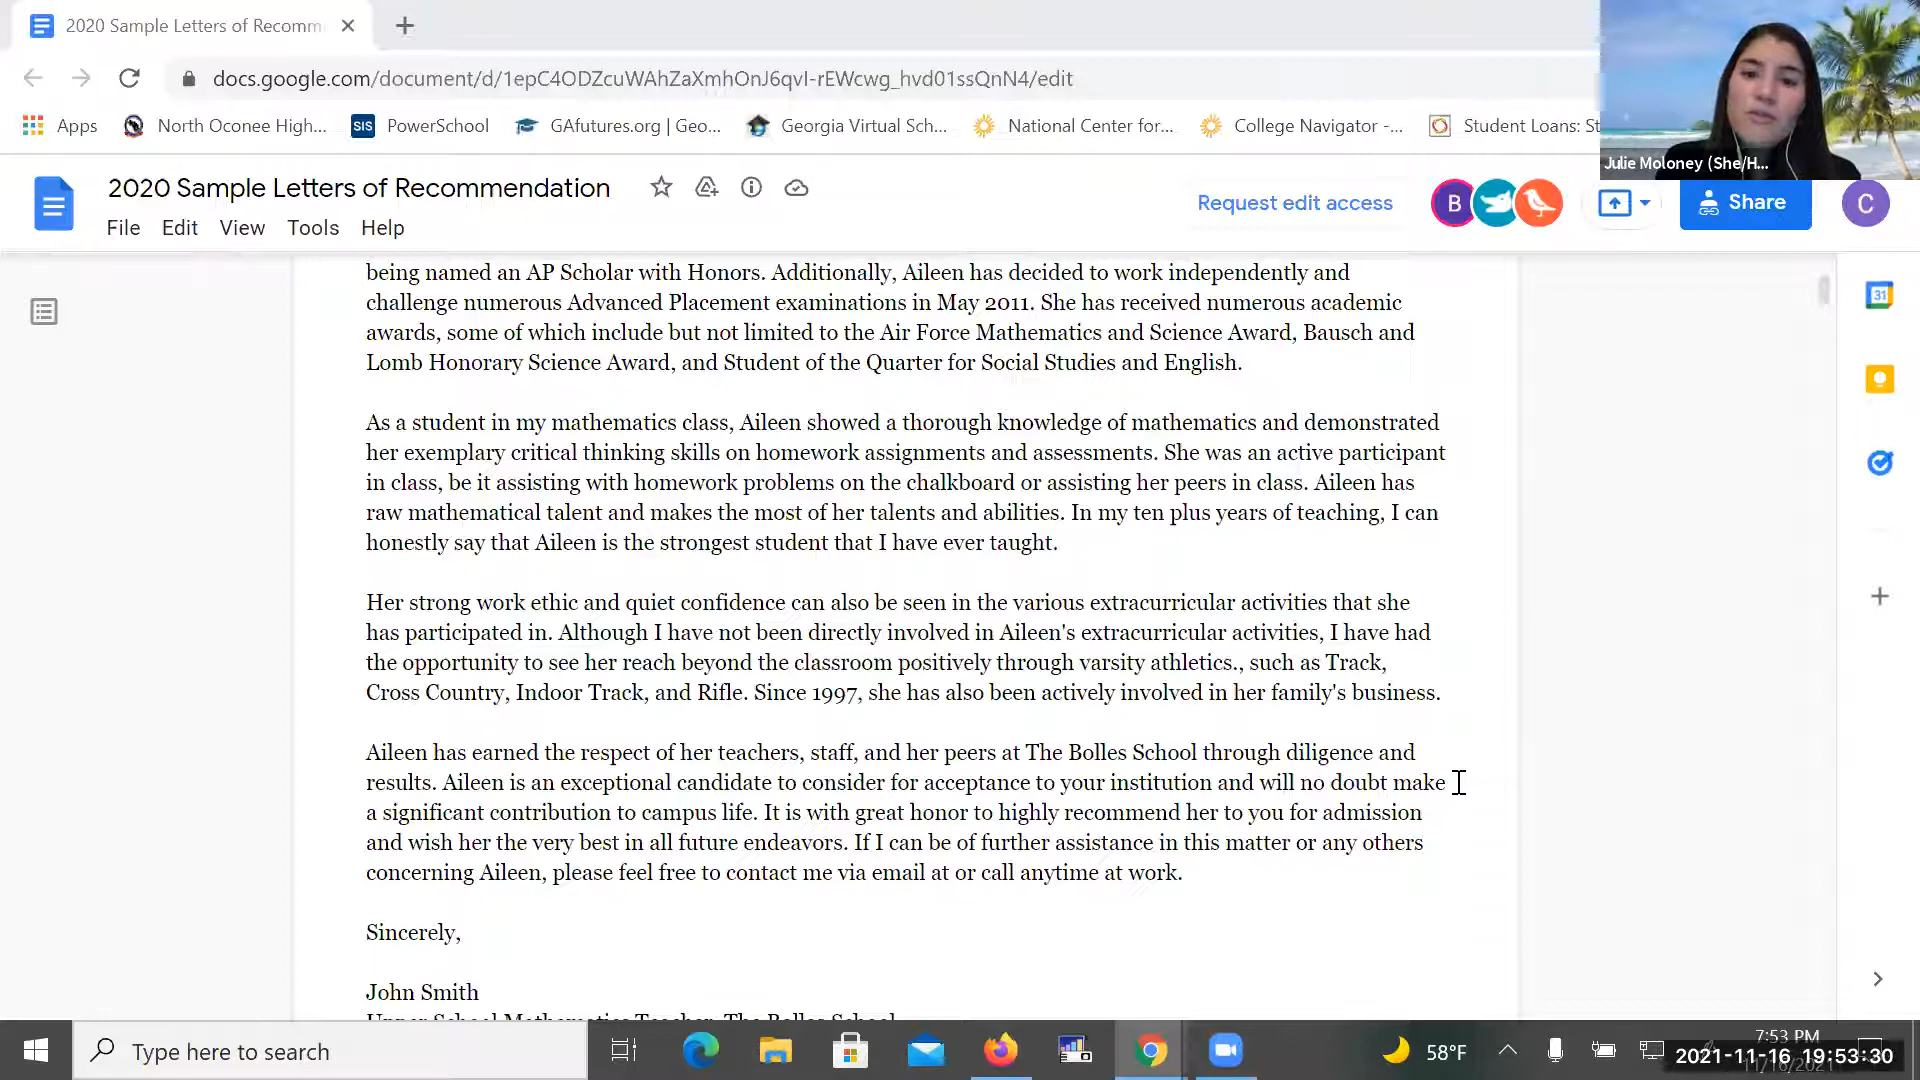 2020 Sample Letters of Recomm
docs.google.com/document/d/1epC4ODZcuWAhZaXmhOnJ6qvI-rEWcwg_hvd01ssQnN4/edit
Apps
North Oconee High...
SIS
PowerSchool
GAfutures.org | Geo...
Georgia Virtual Sch...
National Center for...
College Navigator -...
Student Loans: St
Julie Moloney (She/H...
2020 Sample Letters of Recommendation
File Edit View Tools Help
Request edit access
B
Share
C
being named an AP Scholar with Honors. Additionally, Aileen has decided to work independently and
challenge numerous Advanced Placement examinations in May 2011. She has received numerous academic
awards, some of which include but not limited to the Air Force Mathematics and Science Award, Bausch and
Lomb Honorary Science Award, and Student of the Quarter for Social Studies and English.
As a student in my mathematics class, Aileen showed a thorough knowledge of mathematics and demonstrated
her exemplary critical thinking skills on homework assignments and assessments. She was an active participant
in class, be it assisting with homework problems on the chalkboard or assisting her peers in class. Aileen has
raw mathematical talent and makes the most of her talents and abilities. In my ten plus years of teaching, I can
honestly say that Aileen is the strongest student that I have ever taught.
Her strong work ethic and quiet confidence can also be seen in the various extracurricular activities that she
has participated in. Although I have not been directly involved in Aileen's extracurricular activities, I have had
the opportunity to see her reach beyond the classroom positively through varsity athletics., such as Track,
Cross Country, Indoor Track, and Rifle. Since 1997, she has also been actively involved in her family's business.
Aileen has earned the respect of her teachers, staff, and her peers at The Bolles School through diligence and
results. Aileen is an exceptional candidate to consider for acceptance to your institution and will no doubt make
a significant contribution to campus life. It is with great honor to highly recommend her to you for admission
and wish her the very best in all future endeavors. If I can be of further assistance in this matter or any others
concerning Aileen, please feel free to contact me via email at or call anytime at work.
Sincerely,
John Smith
Upper School Mathematics Teacher, The Bolles School
31
Type here to search
58°F
7:53 PM
11/16/2021
2021-11-16 19:53:30